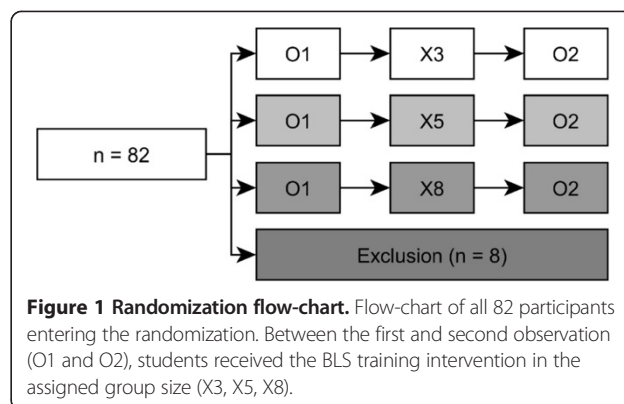 O1 X3 O2
O1 X5 O2
n = 82
O1 X8 O2
Exclusion (n = 8)
Figure 1 Randomization flow-chart. Flow-chart of all 82 participants
entering the randomization. Between the first and second observation
(O1 and O2), students received the BLS training intervention in the
assigned group size (X3, X5, X8).